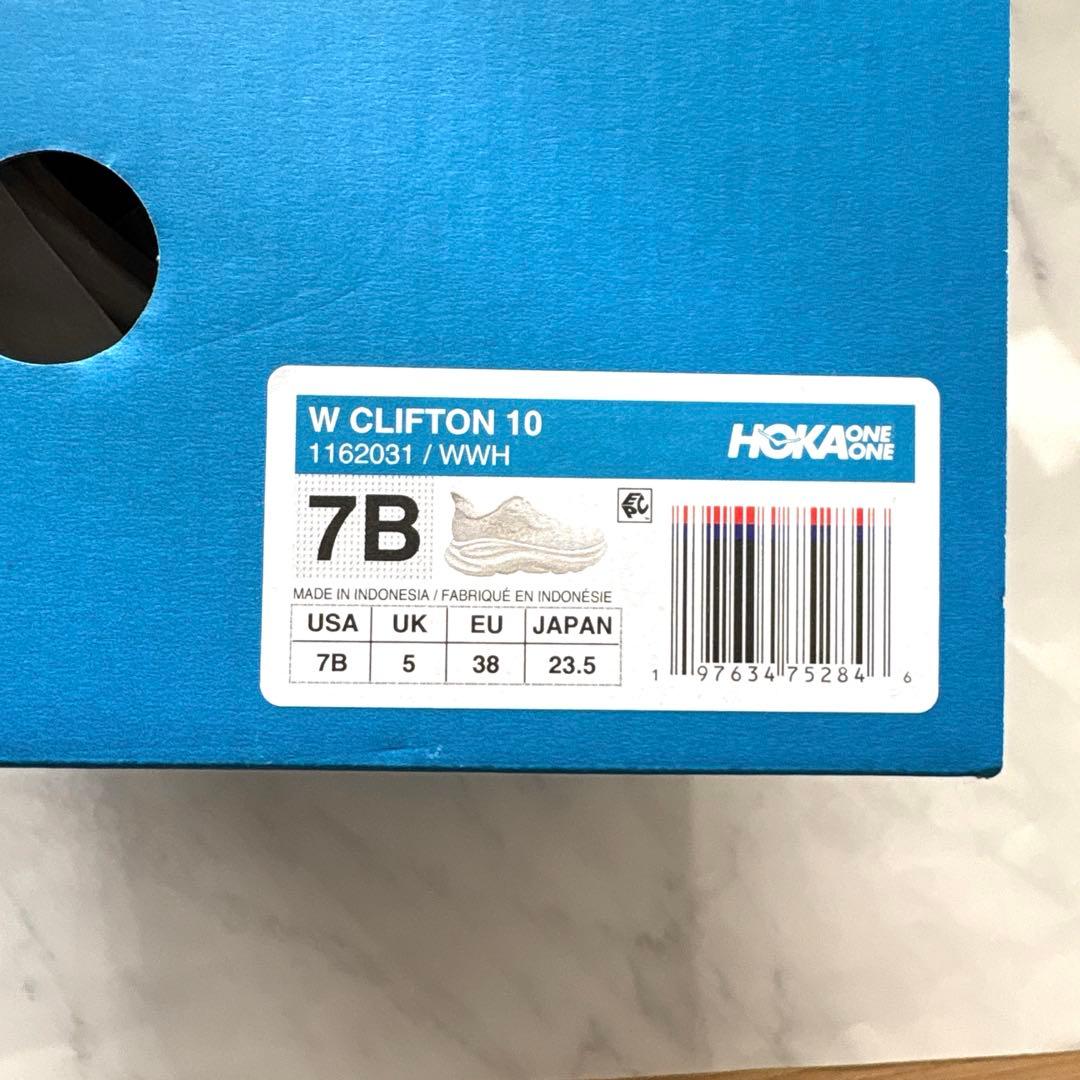 W CLIFTON 10
1162031 / WWH
HOKA ONE ONE
7B
EPC
MADE IN INDONESIA / FABRIQUÉ EN INDONÉSIE
USA UK EU JAPAN
7B 5 38 23.5
1 97634 75284 6